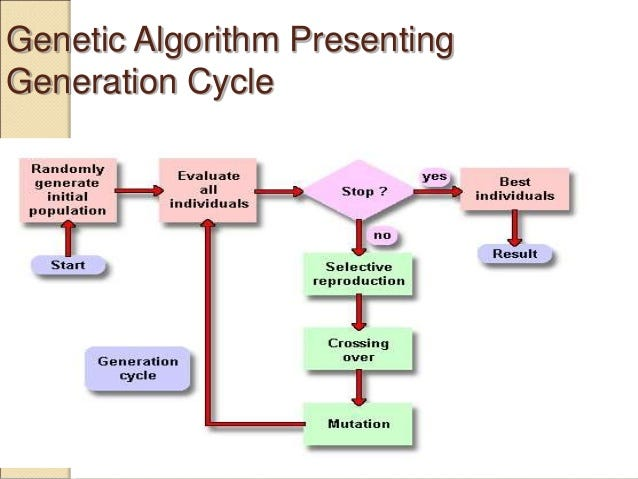 Genetic Algorithm Presenting
Generation Cycle
Randomly
generate
initial
population
Evaluate
all
individuals
Stop ?
yes
Best
individuals
no
Start
Result
Selective
reproduction
Crossing
over
Generation
cycle
Mutation